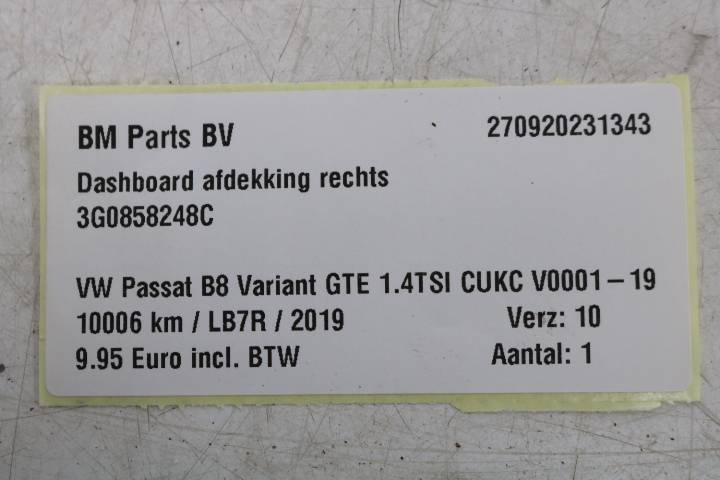 BM Parts BV 270920231343
Dashboard afdekking rechts
3G0858248C
VW Passat B8 Variant GTE 1.4TSI CUKC V0001-19
10006 km / LB7R / 2019 Verz: 10
9.95 Euro incl. BTW Aantal: 1